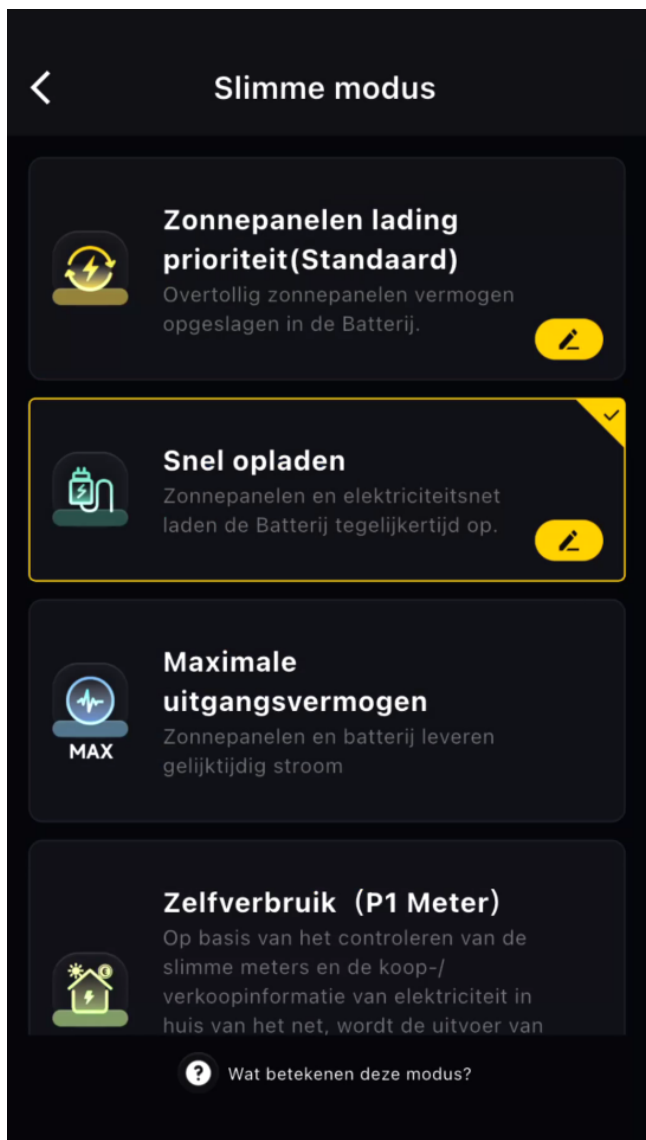 Slimme modus
Zonnepanelen lading
prioriteit(Standaard)
Overtollig zonnepanelen vermogen
opgeslagen in de Batterij.
Snel opladen
Zonnepanelen en elektriciteitsnet
laden de Batterij tegelijkertijd op.
Maximale
uitgangsvermogen
Zonnepanelen en batterij leveren
gelijktijdig stroom
MAX
Zelfverbruik（P1 Meter）
Op basis van het controleren van de
slimme meters en de koop-/
verkoopinformatie van elektriciteit in
huis van het net, wordt de uitvoer van
Wat betekenen deze modus?